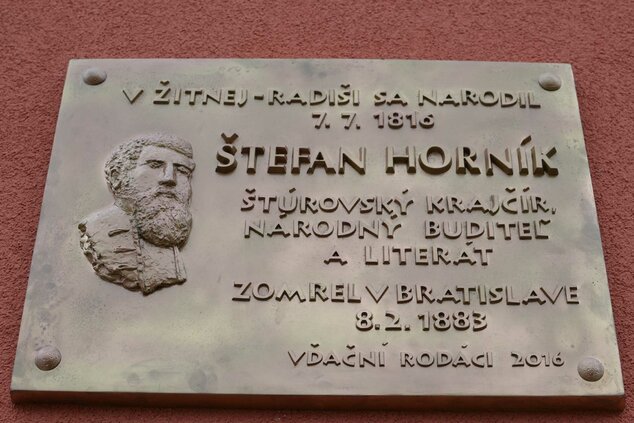 V ŽITNEJ-RADIŠI SA NARODIL
7. 7. 1816
ŠTEFAN HORNÍK
ŠTÚROVSKÝ KRAJČÍR,
NÁRODNÝ BUDITEĽ
A LITERÁT
ZOMREL V BRATISLAVE
8. 2. 1883
VĎAČNÍ RODÁCI 2016